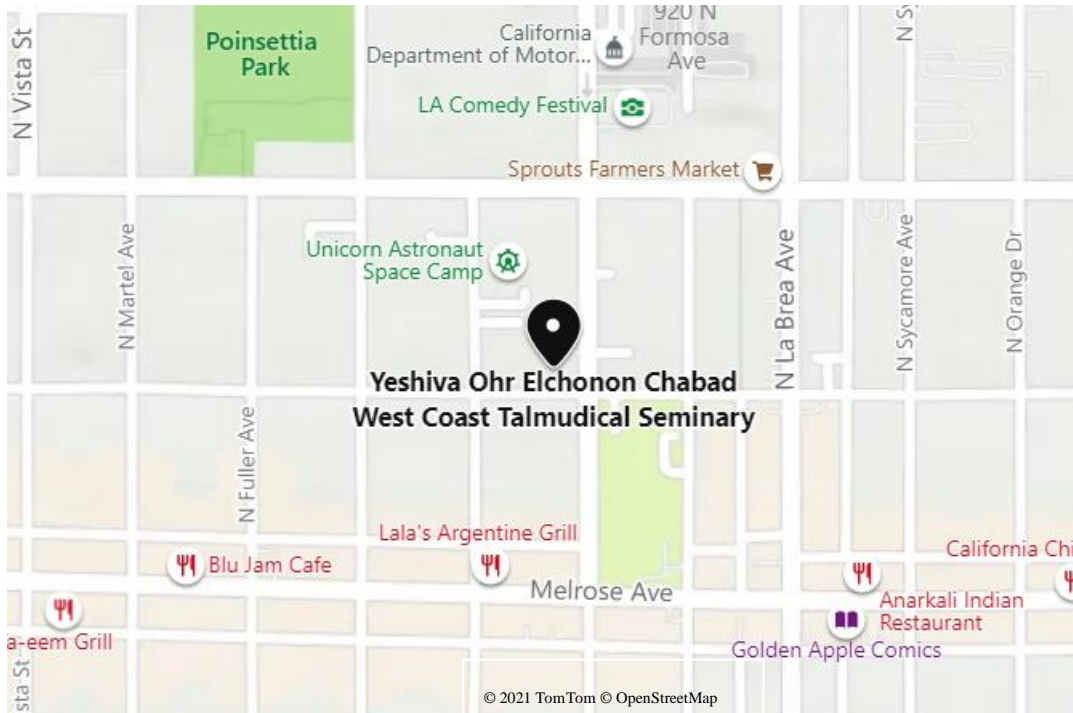 N Vista St
Poinsettia
Park
California
Department of Motor...
920 N
Formosa
Ave
N Sy
LA Comedy Festival
Sprouts Farmers Market
N Martel Ave
Unicorn Astronaut
Space Camp
N La Brea Ave
N Sycamore Ave
N Orange Dr
Yeshiva Ohr Elchonon Chabad
West Coast Talmudical Seminary
N Fuller Ave
Lala's Argentine Grill
Blu Jam Cafe
California Chi
Melrose Ave
Anarkali Indian
Restaurant
a-eem Grill
Golden Apple Comics
sta St
© 2021 TomTom © OpenStreetMap